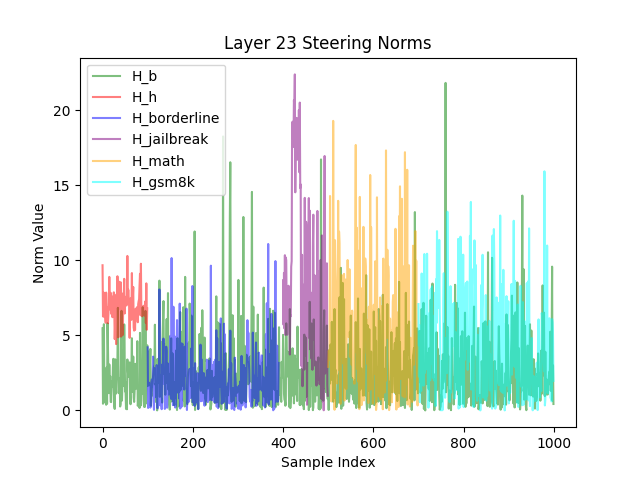 Layer 23 Steering Norms
H_b
H_h
H_borderline
H_jailbreak
H_math
H_gsm8k
Norm Value
20
15
10
5
0
0 200 400 600 800 1000
Sample Index